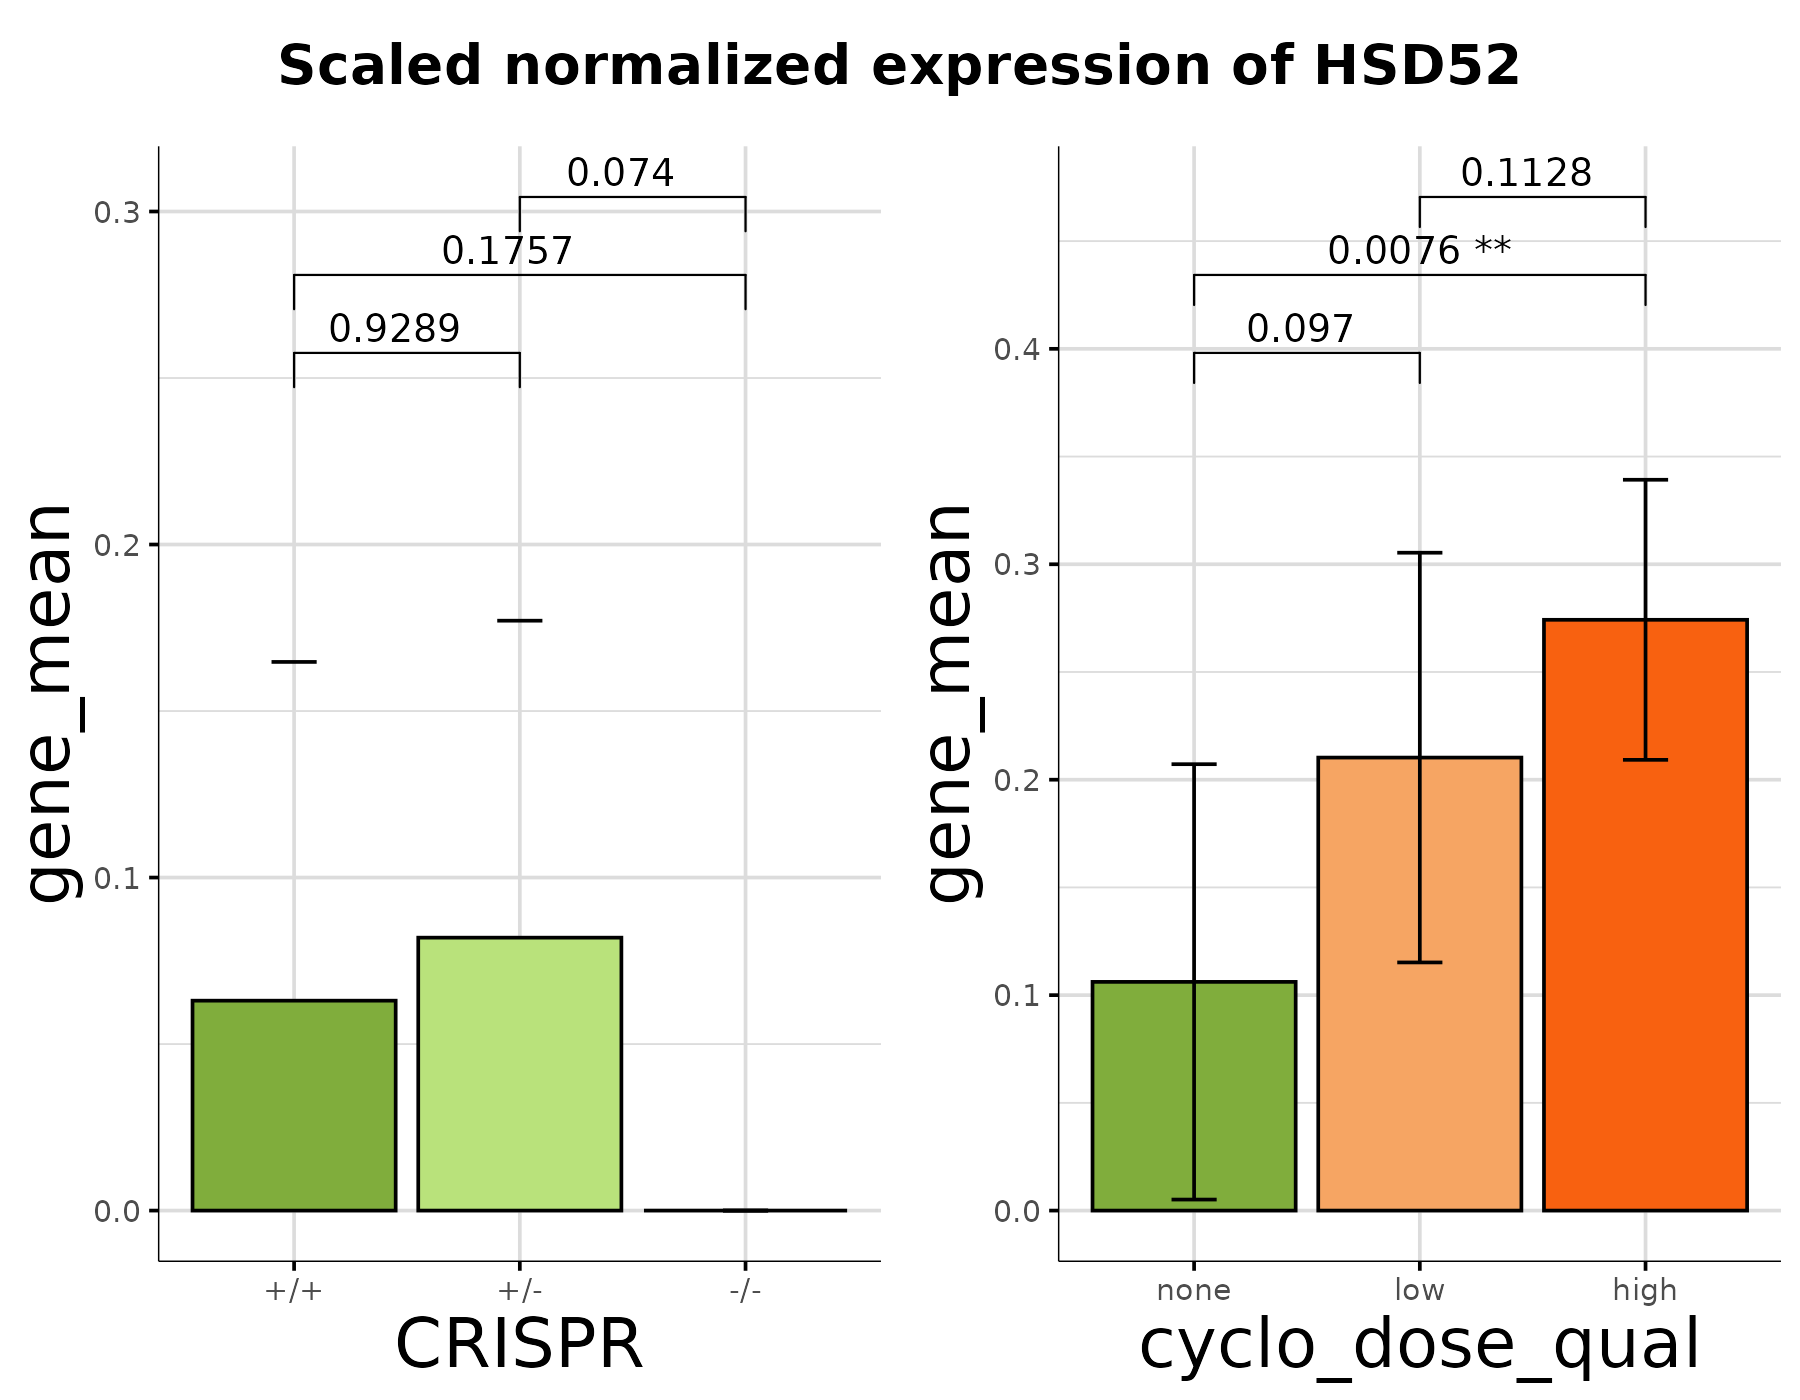 Scaled normalized expression of HSD52
gene_mean
0.3
0.2
0.1
0.0
0.074
0.1757
0.9289
+/+ +/- -/-
CRISPR
gene_mean
0.4
0.3
0.2
0.1
0.0
0.1128
0.0076 **
0.097
none low high
cyclo_dose_qual